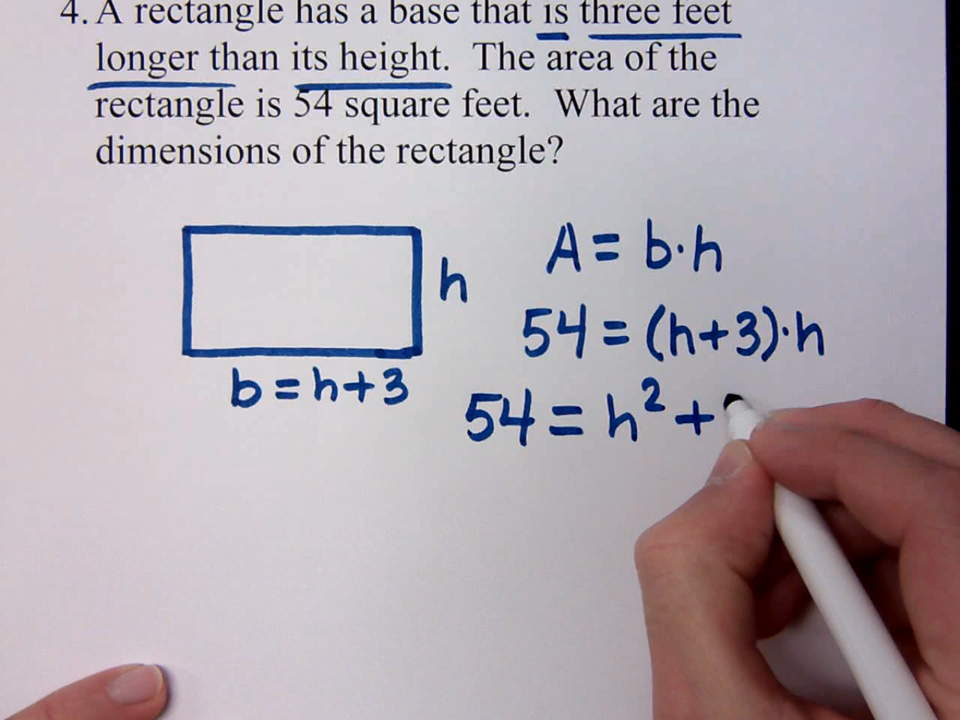 4. A rectangle has a base that is three feet
longer than its height. The area of the
rectangle is 54 square feet. What are the
dimensions of the rectangle?
A = b·h
h
54 = (h+3)·h
b = h+3
54 = h² +